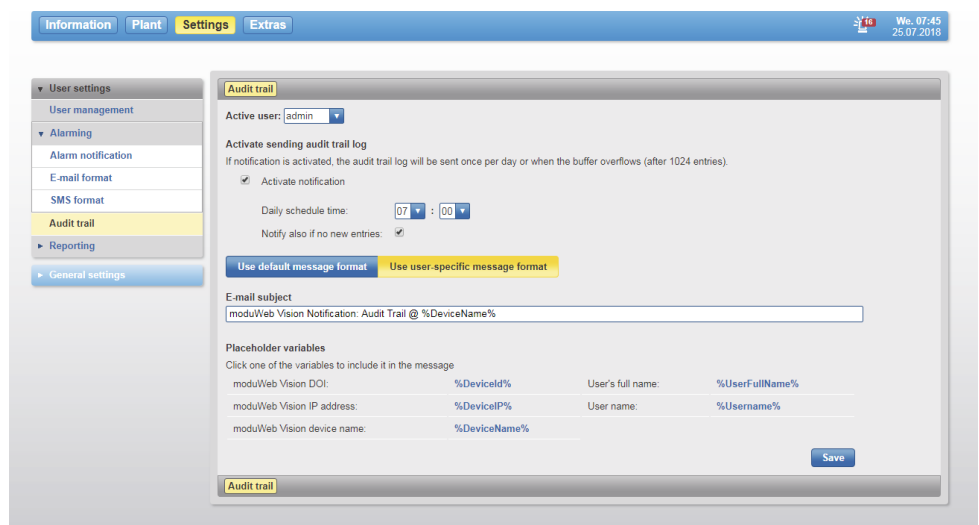 Information Plant Settings Extras 16 We. 07:45
25.07.2018
User settings
User management
Alarming
Alarm notification
E-mail format
SMS format
Audit trail
Reporting
General settings
Audit trail
Active user: admin
Activate sending audit trail log
If notification is activated, the audit trail log will be sent once per day or when the buffer overflows (after 1024 entries).
Activate notification
Daily schedule time: 07 : 00
Notify also if no new entries:
Use default message format Use user-specific message format
E-mail subject
moduWeb Vision Notification: Audit Trail @ %DeviceName%
Placeholder variables
Click one of the variables to include it in the message
moduWeb Vision DOI: %DeviceId% User's full name: %UserFullName%
moduWeb Vision IP address: %DeviceIP% User name: %Username%
moduWeb Vision device name: %DeviceName%
Save
Audit trail